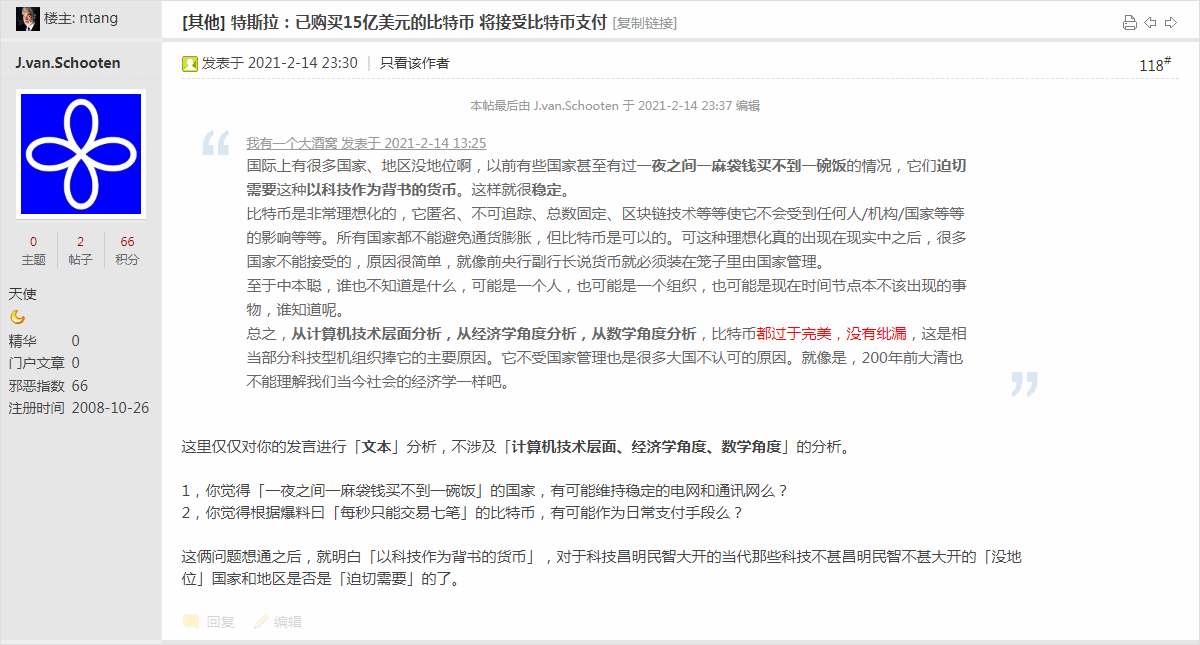 楼主: ntang
[其他] 特斯拉：已购买15亿美元的比特币 将接受比特币支付 [复制链接]
J.van.Schooten
发表于 2021-2-14 23:30 | 只看该作者
118#
本帖最后由 J.van.Schooten 于 2021-2-14 23:37 编辑
我有一个大酒窝 发表于 2021-2-14 13:25
国际上有很多国家、地区没地位啊，以前有些国家甚至有过一夜之间一麻袋钱买不到一碗饭的情况，它们迫切
需要这种以科技作为背书的货币。这样就很稳定。
比特币是非常理想化的，它匿名、不可追踪、总数固定、区块链技术等等使它不会受到任何人/机构/国家等等
的影响等等。所有国家都不能避免通货膨胀，但比特币是可以的。可这种理想化真的出现在现实中之后，很多
国家不能接受的，原因很简单，就像前央行副行长说货币就必须装在笼子里由国家管理。
至于中本聪，谁也不知道是什么，可能是一个人，也可能是一个组织，也可能是现在时间节点本不该出现的事
物，谁知道呢。
总之，从计算机技术层面分析，从经济学角度分析，从数学角度分析，比特币都过于完美，没有纰漏，这是相
当部分科技型机组织捧它的主要原因。它不受国家管理也是很多大国不认可的原因。就像是，200年前大清也
不能理解我们当今社会的经济学一样吧。
0 2 66
主题 帖子 积分
天使
精华 0
门户文章 0
邪恶指数 66
注册时间 2008-10-26
这里仅仅对你的发言进行「文本」分析，不涉及「计算机技术层面、经济学角度、数学角度」的分析。
1，你觉得「一夜之间一麻袋钱买不到一碗饭」的国家，有可能维持稳定的电网和通讯网么？
2，你觉得根据爆料曰「每秒只能交易七笔」的比特币，有可能作为日常支付手段么？
这俩问题想通之后，就明白「以科技作为背书的货币」，对于科技昌明民智大开的当代那些科技不甚昌明民智不甚大开的「没地
位」国家和地区是否是「迫切需要」的了。
回复 编辑